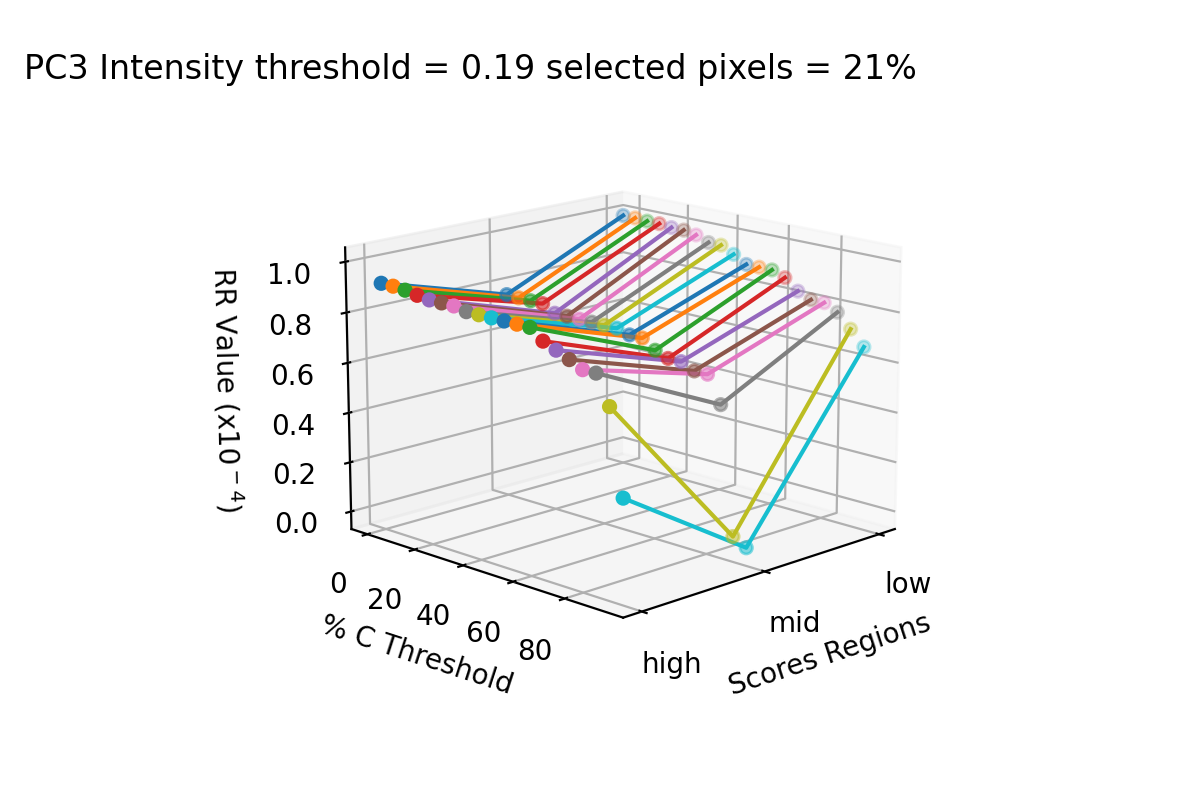 PC3 Intensity threshold = 0.19 selected pixels = 21%
RR Value (x10⁻⁴)
1.0
0.8
0.6
0.4
0.2
0.0
0
20
40
60
80
% C Threshold
high
mid
low
Scores Regions